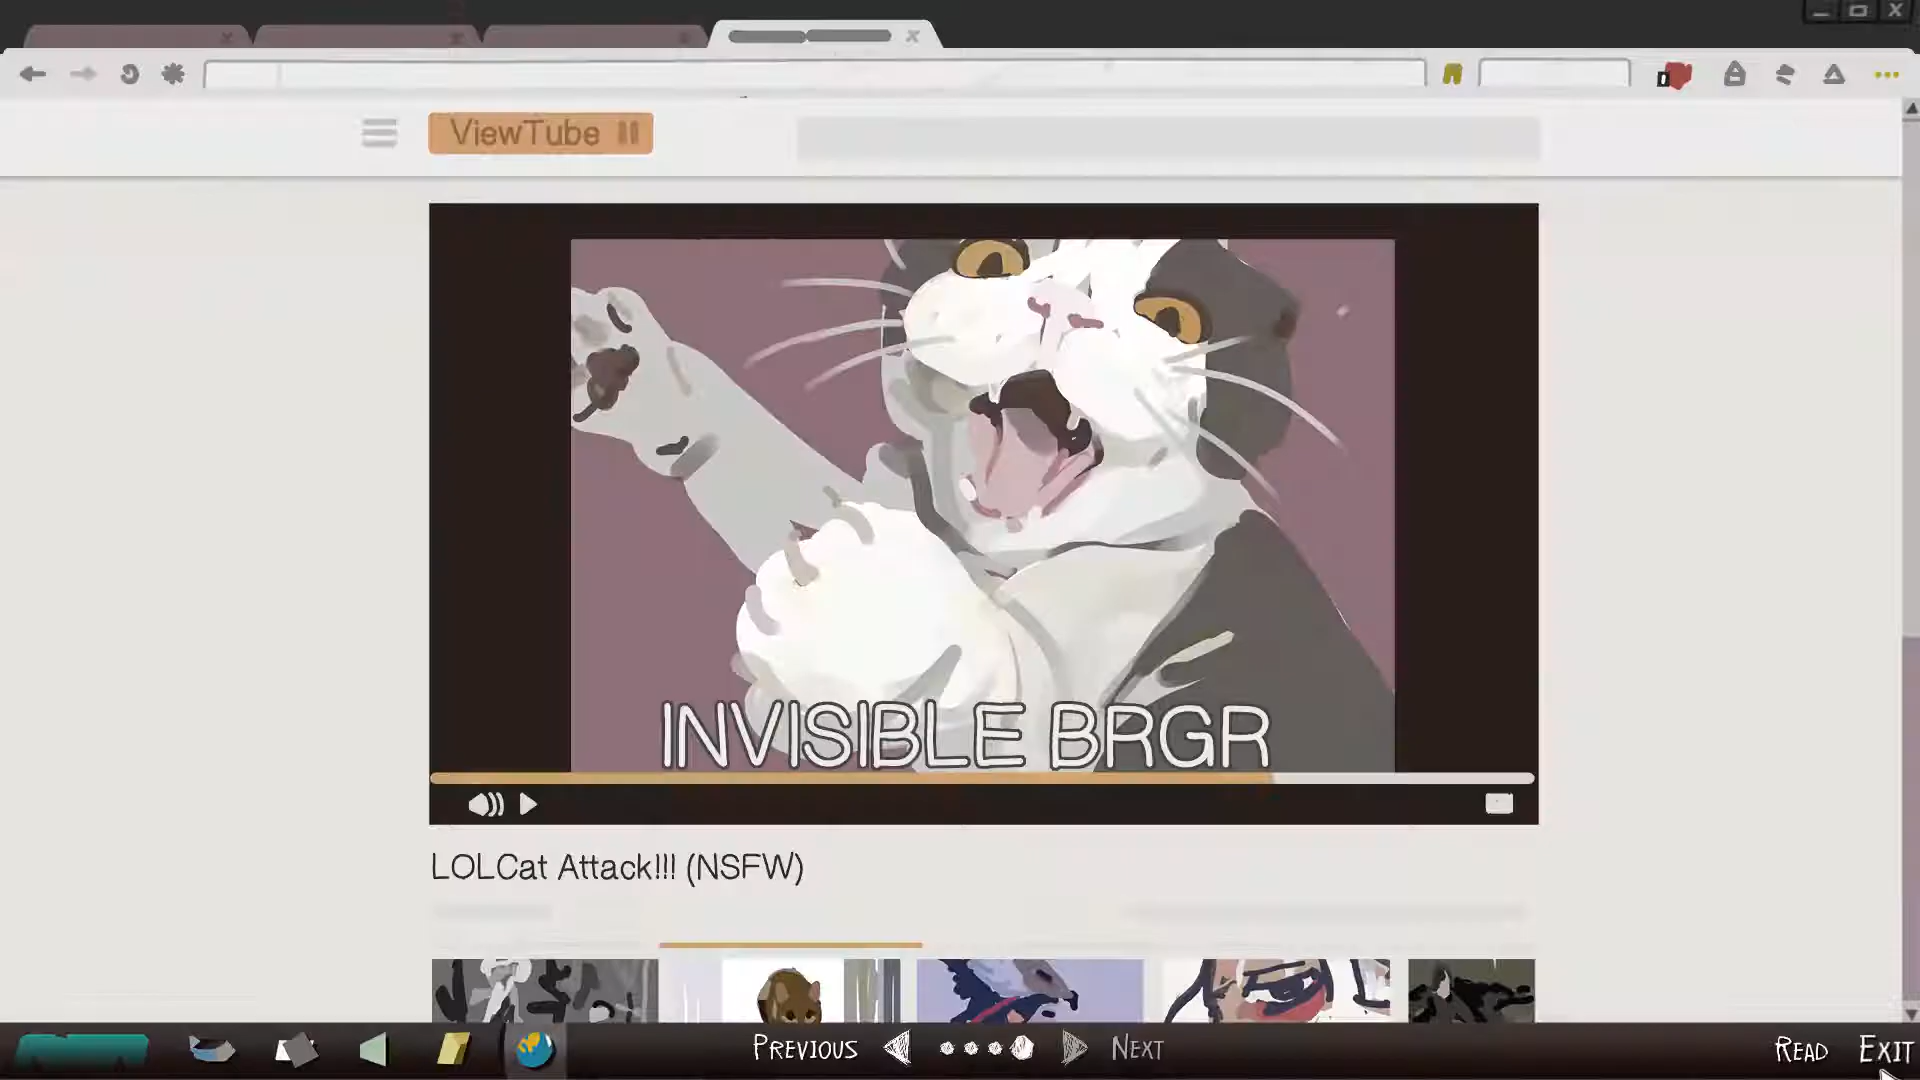 ViewTube
INVISIBLE BRGR
LOLCat Attack!!! (NSFW)
PREVIOUS
NEXT
READ
EXIT